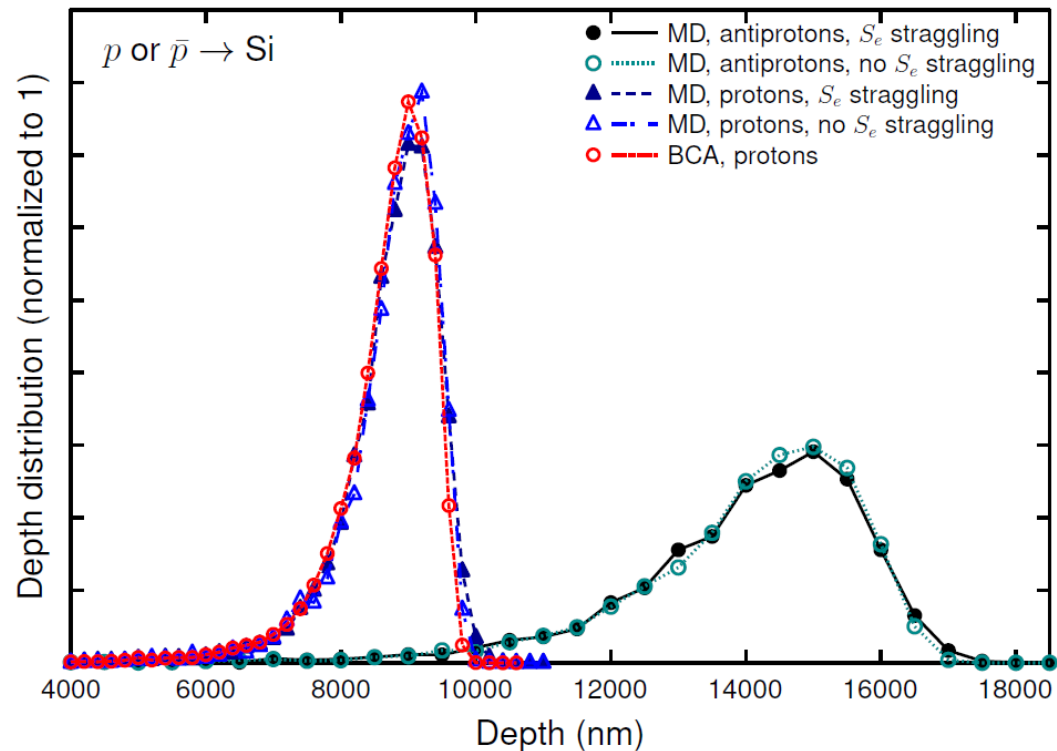 p or p̄ → Si
MD, antiprotons, Sₑ straggling
MD, antiprotons, no Sₑ straggling
MD, protons, Sₑ straggling
MD, protons, no Sₑ straggling
BCA, protons
Depth distribution (normalized to 1)
4000 6000 8000 10000 12000 14000 16000 18000
Depth (nm)